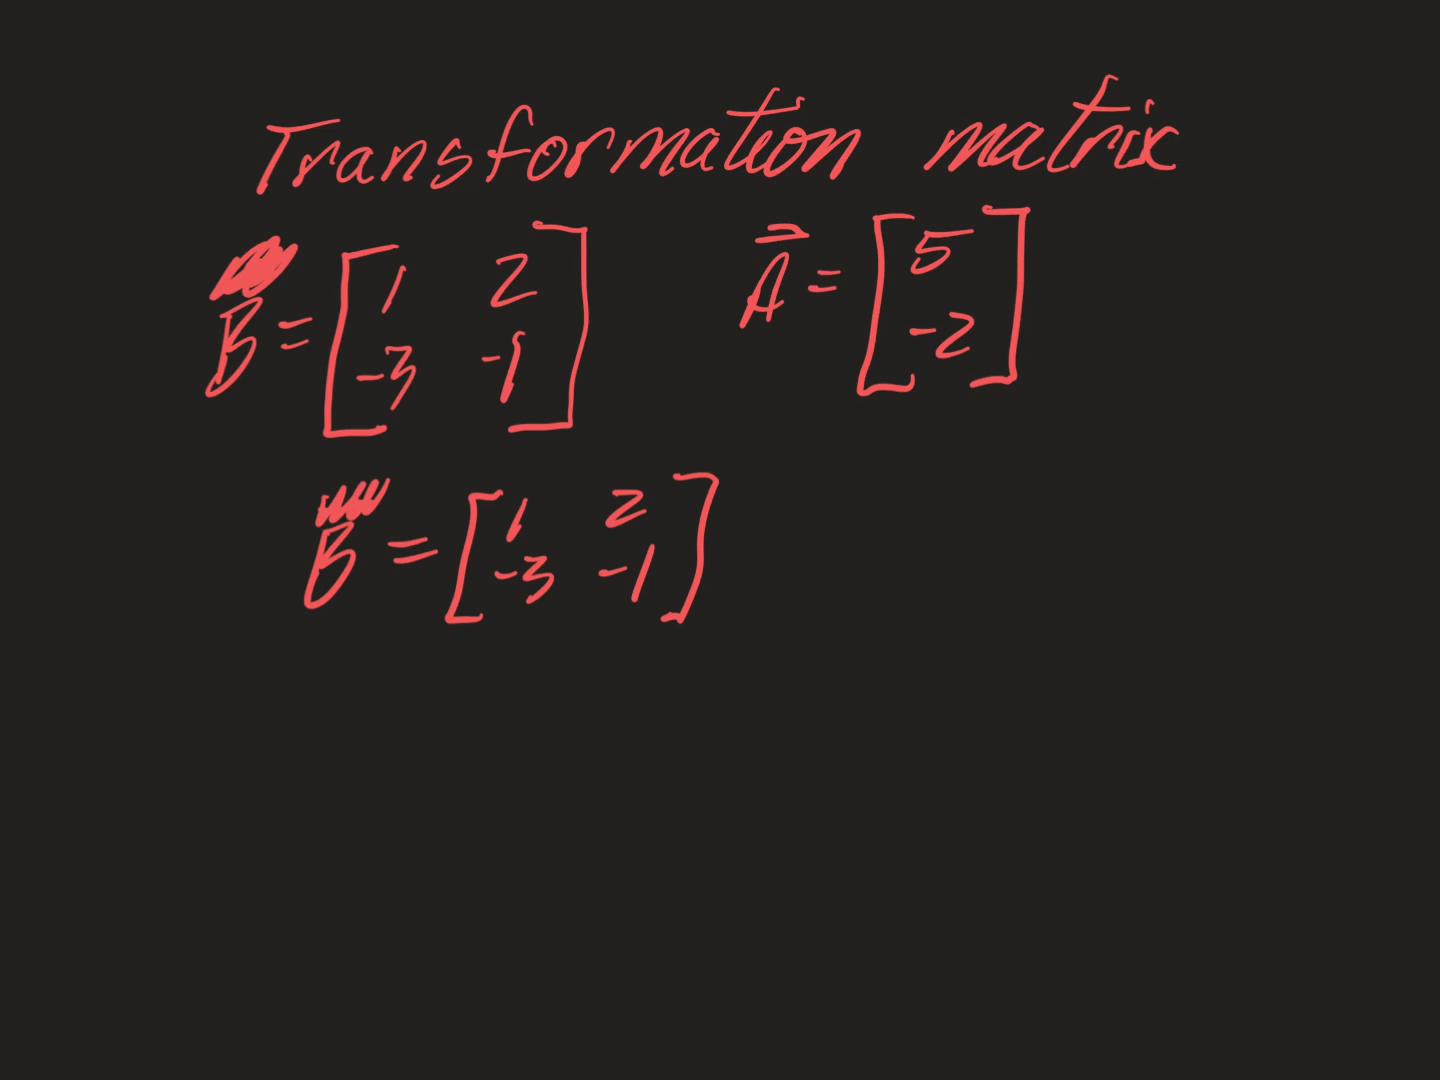 Transformation matrix
B = [1 2      A⃗ = [5
-3 -1]      -2]
B = [1 2
-3 -1]